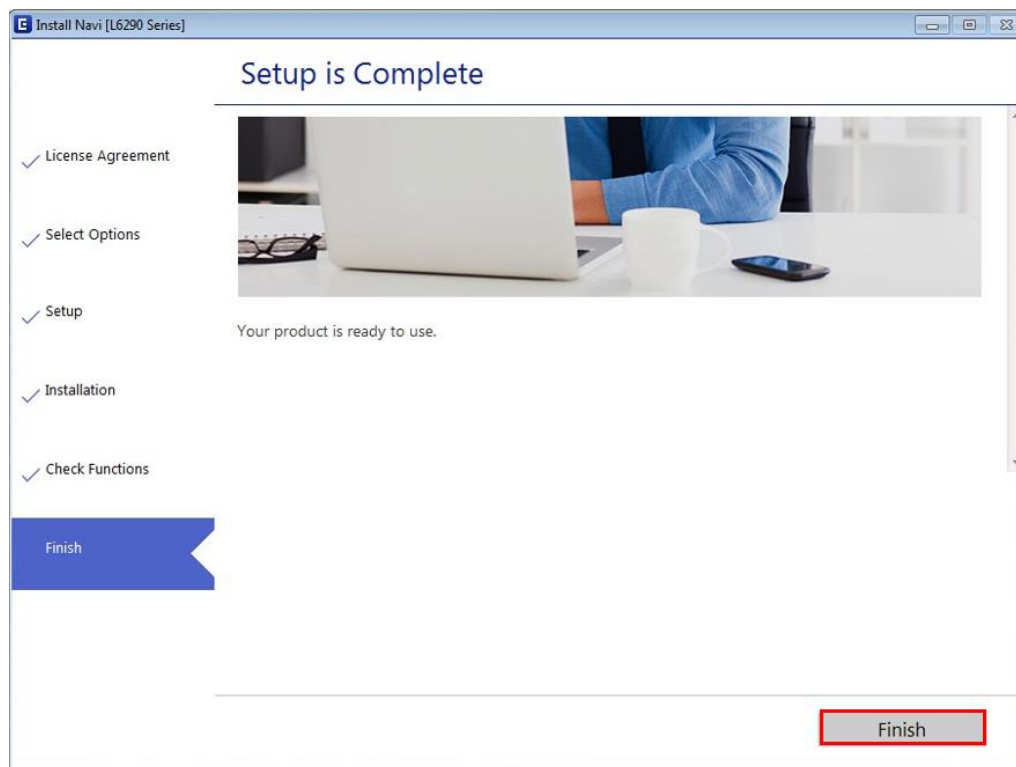 Install Navi [L6290 Series]
Setup is Complete
License Agreement
Select Options
Setup
Installation
Check Functions
Finish
Your product is ready to use.
Finish